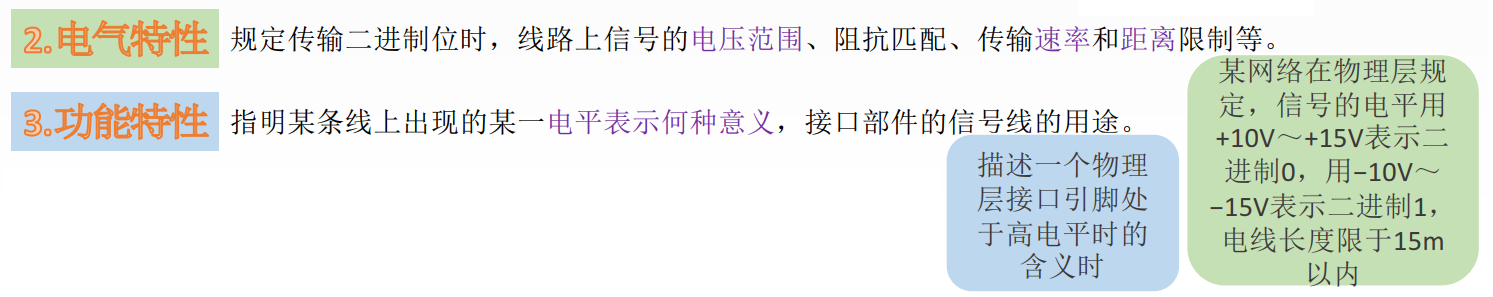 2.电气特性 规定传输二进制位时，线路上信号的电压范围、阻抗匹配、传输速率和距离限制等。
3.功能特性 指明某条线上出现的某一电平表示何种意义，接口部件的信号线的用途。
描述一个物理
层接口引脚处
于高电平时的
含义时
某网络在物理层规
定，信号的电平用
+10V～+15V表示二
进制0，用−10V～
−15V表示二进制1，
电线长度限于15m
以内